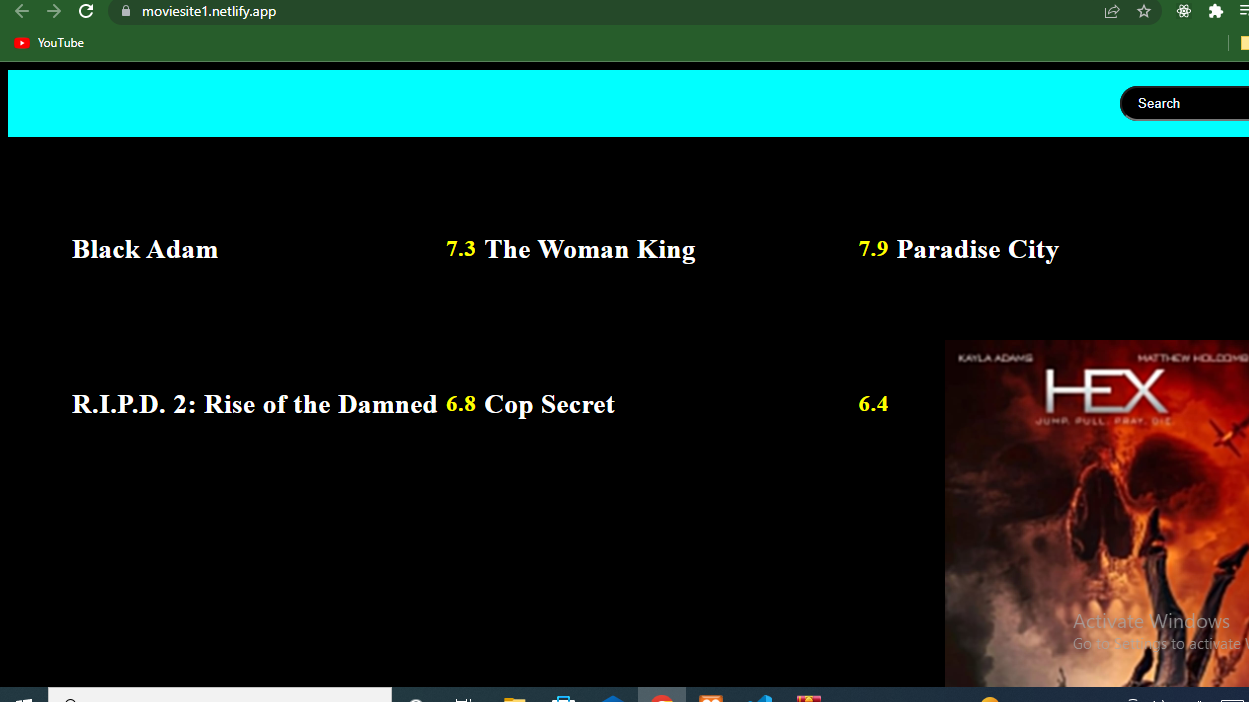 moviesite1.netlify.app
YouTube
Search
Black Adam 7.3 The Woman King 7.9 Paradise City
KAYLA ADAMS MATTHEW HOLCOMB
HEX
JUMP. PULL. PRAY. DIE.
R.I.P.D. 2: Rise of the Damned 6.8 Cop Secret 6.4
Activate Windows
Go to Settings to activate